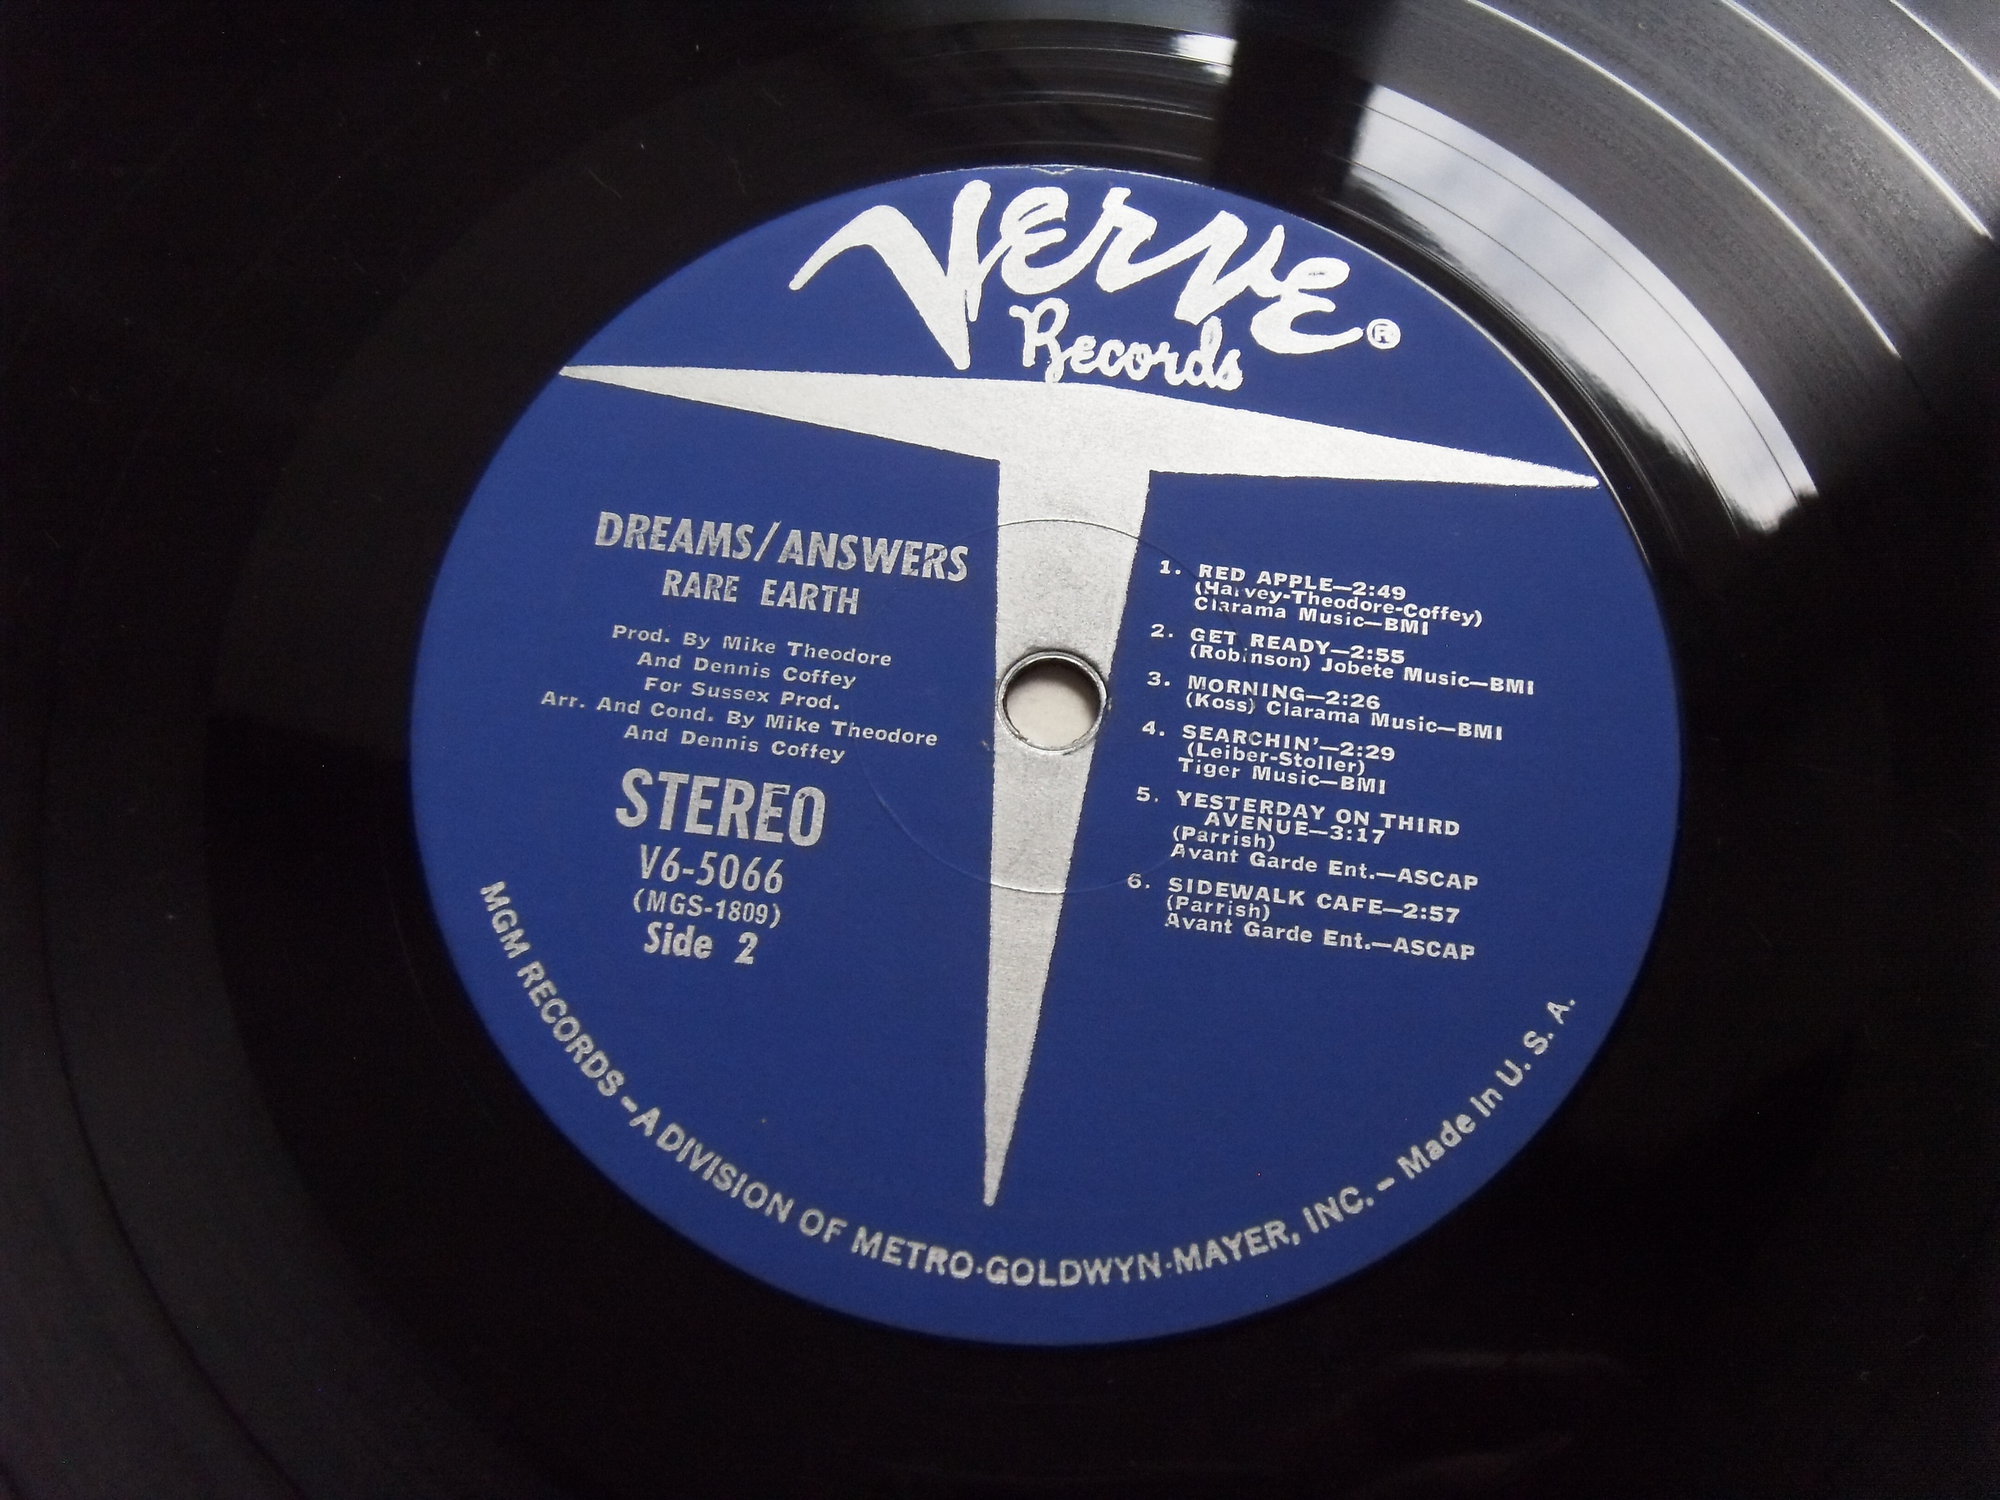 Verve®
Records
DREAMS/ANSWERS
RARE EARTH
Prod. By Mike Theodore
And Dennis Coffey
For Sussex Prod.
Arr. And Cond. By Mike Theodore
And Dennis Coffey
STEREO
V6-5066
(MGS-1809)
Side 2
1. RED APPLE—2:49
(Harvey-Theodore-Coffey)
Clarama Music—BMI
2. GET READY—2:55
(Robinson) Jobete Music—BMI
3. MORNING—2:26
(Koss) Clarama Music—BMI
4. SEARCHIN'—2:29
(Leiber-Stoller)
Tiger Music—BMI
5. YESTERDAY ON THIRD
AVENUE—3:17
(Parrish)
Avant Garde Ent.—ASCAP
6. SIDEWALK CAFE—2:57
(Parrish)
Avant Garde Ent.—ASCAP
MGM RECORDS – A DIVISION OF METRO·GOLDWYN·MAYER, INC. – Made In U. S. A.